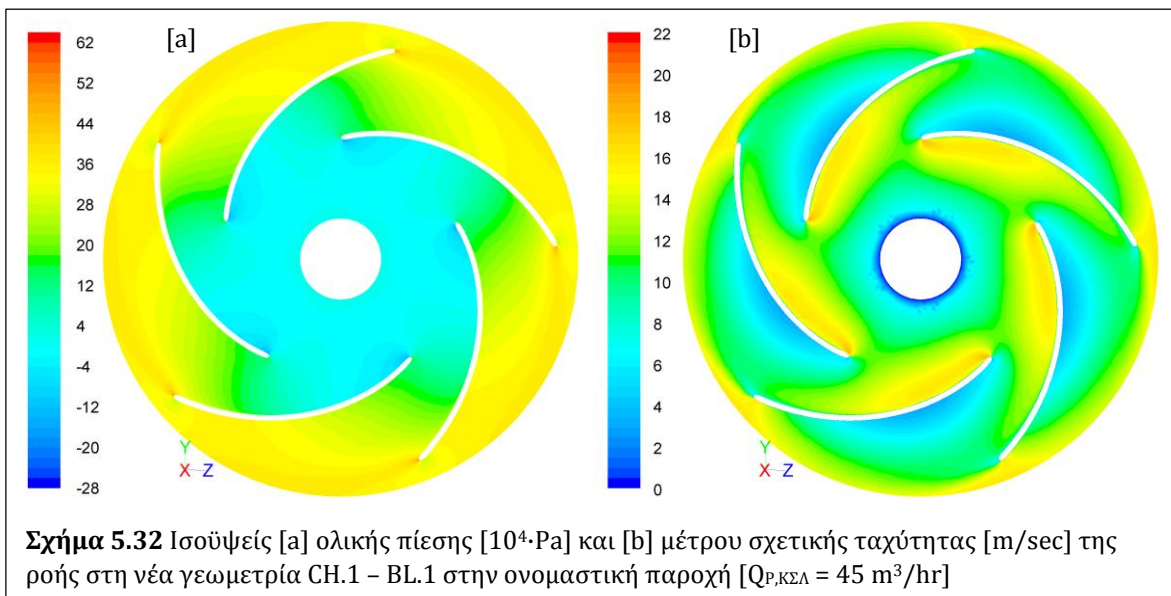 [a]
62
52
44
36
28
20
12
4
-4
-12
-20
-28
Y
X
Z
[b]
22
20
18
16
14
12
11
10
8
6
4
2
0
Y
X
Z
Σχήμα 5.32 Ισοϋψείς [a] ολικής πίεσης [10⁴·Pa] και [b] μέτρου σχετικής ταχύτητας [m/sec] της
ροής στη νέα γεωμετρία CH.1 – BL.1 στην ονομαστική παροχή [Qₚ,ΚΣΛ = 45 m³/hr]